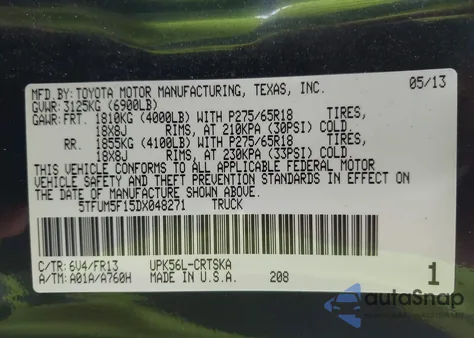 MFD.BY:TOYOTA MOTOR MANUFACTURING, TEXAS, INC. 05/13
GVWR: 3125KG (6900LB)
GAWR:FRT. 1810KG (4000LB) WITH P275/65R18 TIRES,
18X8J RIMS, AT 210KPA (30PSI) COLD
RR. 1855KG (4100LB) WITH P275/65R18 TIRES,
18X8J RIMS, AT 230KPA (33PSI) COLD
THIS VEHICLE CONFORMS TO ALL APPLICABLE FEDERAL MOTOR
VEHICLE SAFETY AND THEFT PREVENTION STANDARDS IN EFFECT ON
THE DATE OF MANUFACTURE SHOWN ABOVE.
5TFUM5F15DX048271 TRUCK
C/TR:6V4/FR13 UPK56L-CRTSKA
A/TM:A01A/A760H MADE IN U.S.A. 208 1
autoSnap